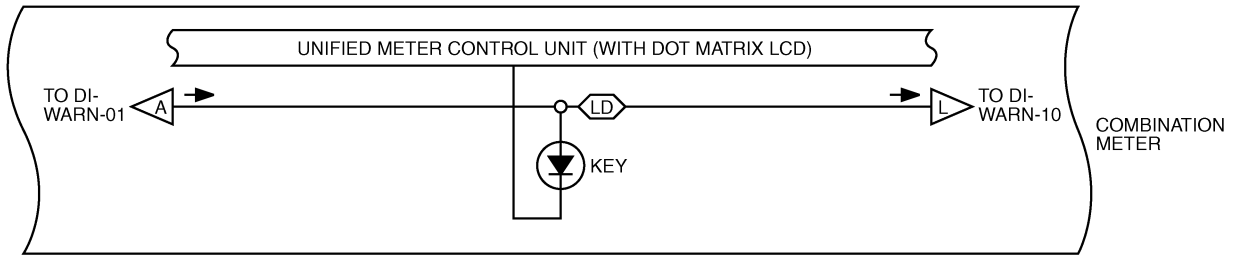 UNIFIED METER CONTROL UNIT (WITH DOT MATRIX LCD)
TO DI-
WARN-01
A
LD
L
TO DI-
WARN-10
KEY
COMBINATION
METER